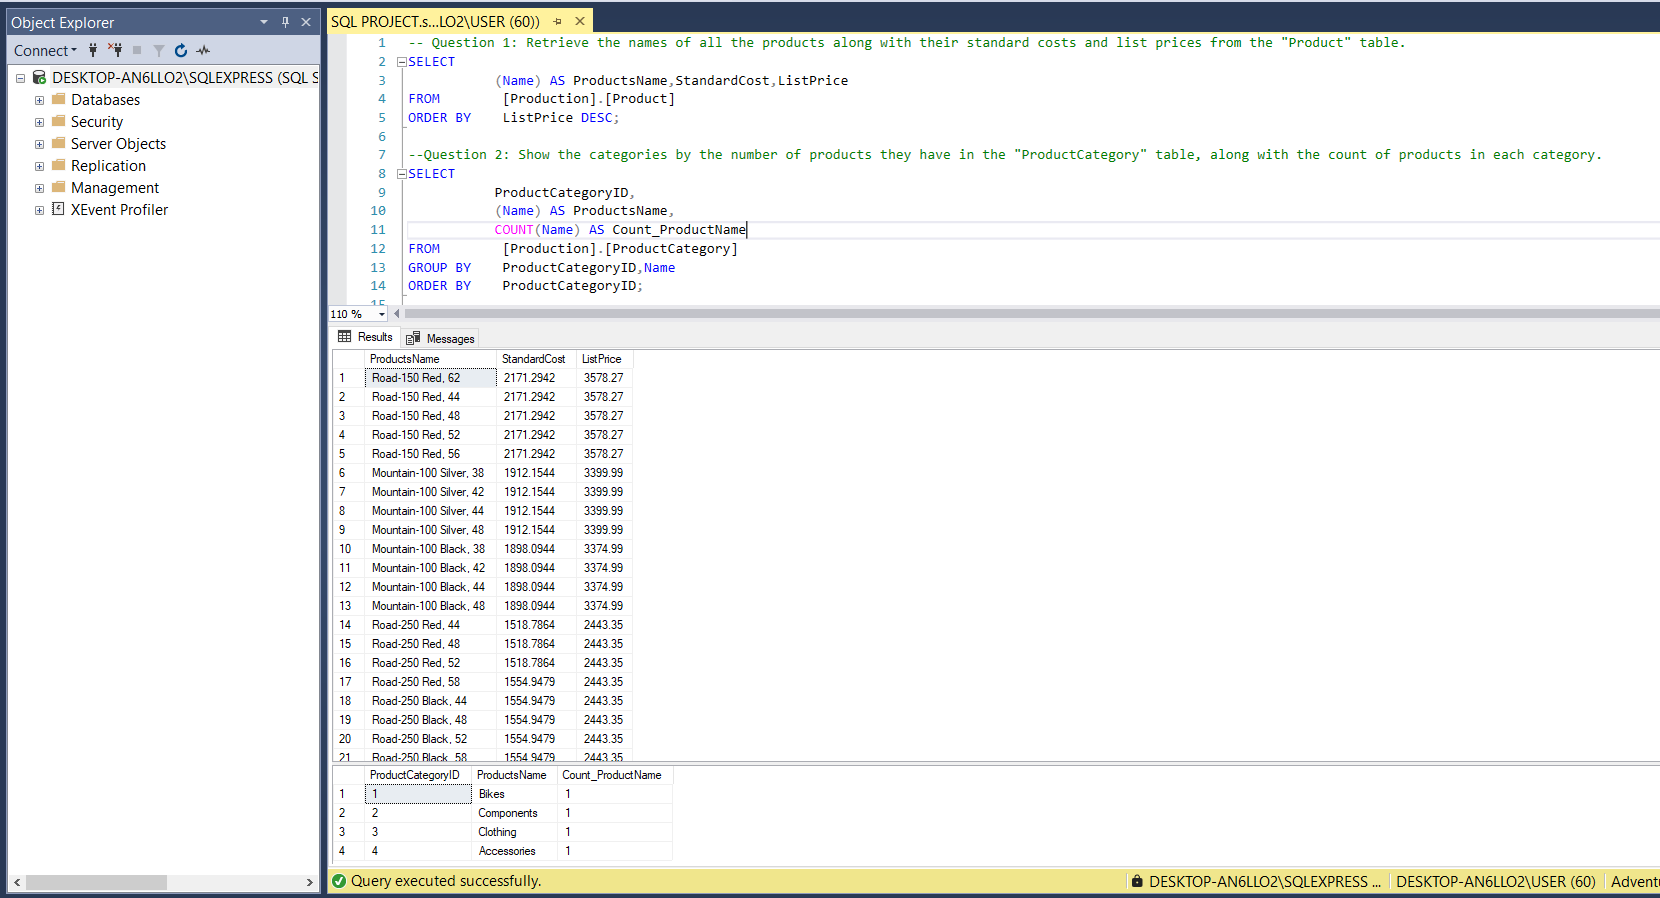 Object Explorer
Connect
DESKTOP-AN6LLO2\SQLEXPRESS (SQL S
Databases
Security
Server Objects
Replication
Management
XEvent Profiler
SQL PROJECT.s...LO2\USER (60))
1 -- Question 1: Retrieve the names of all the products along with their standard costs and list prices from the "Product" table.
2 SELECT
3 (Name) AS ProductsName,StandardCost,ListPrice
4 FROM [Production].[Product]
5 ORDER BY ListPrice DESC;
6
7 --Question 2: Show the categories by the number of products they have in the "ProductCategory" table, along with the count of products in each category.
8 SELECT
9 ProductCategoryID,
10 (Name) AS ProductsName,
11 COUNT(Name) AS Count_ProductName
12 FROM [Production].[ProductCategory]
13 GROUP BY ProductCategoryID,Name
14 ORDER BY ProductCategoryID;
15
110 %
Results Messages
ProductsName StandardCost ListPrice
1 Road-150 Red, 62 2171.2942 3578.27
2 Road-150 Red, 44 2171.2942 3578.27
3 Road-150 Red, 48 2171.2942 3578.27
4 Road-150 Red, 52 2171.2942 3578.27
5 Road-150 Red, 56 2171.2942 3578.27
6 Mountain-100 Silver, 38 1912.1544 3399.99
7 Mountain-100 Silver, 42 1912.1544 3399.99
8 Mountain-100 Silver, 44 1912.1544 3399.99
9 Mountain-100 Silver, 48 1912.1544 3399.99
10 Mountain-100 Black, 38 1898.0944 3374.99
11 Mountain-100 Black, 42 1898.0944 3374.99
12 Mountain-100 Black, 44 1898.0944 3374.99
13 Mountain-100 Black, 48 1898.0944 3374.99
14 Road-250 Red, 44 1518.7864 2443.35
15 Road-250 Red, 48 1518.7864 2443.35
16 Road-250 Red, 52 1518.7864 2443.35
17 Road-250 Red, 58 1554.9479 2443.35
18 Road-250 Black, 44 1554.9479 2443.35
19 Road-250 Black, 48 1554.9479 2443.35
20 Road-250 Black, 52 1554.9479 2443.35
21 Road-250 Black, 58 1554.9479 2443.35
ProductCategoryID ProductsName Count_ProductName
1 1 Bikes 1
2 2 Components 1
3 3 Clothing 1
4 4 Accessories 1
Query executed successfully.
DESKTOP-AN6LLO2\SQLEXPRESS ... DESKTOP-AN6LLO2\USER (60) Adventu